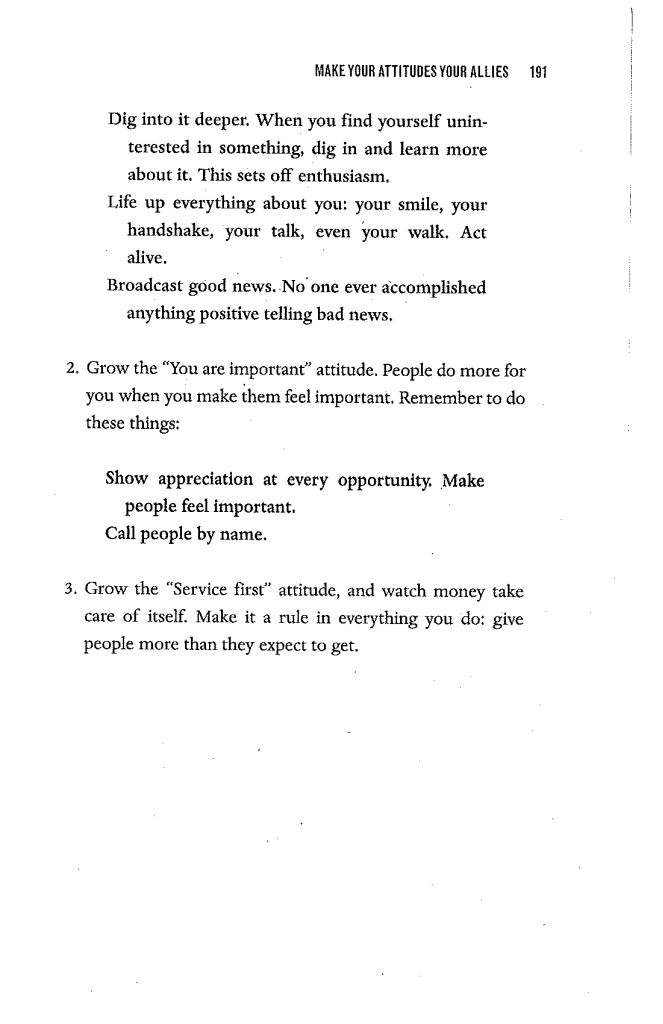 MAKE YOUR ATTITUDES YOUR ALLIES 191
Dig into it deeper. When you find yourself unin-
terested in something, dig in and learn more
about it. This sets off enthusiasm.
Life up everything about you: your smile, your
handshake, your talk, even your walk. Act
alive.
Broadcast good news. No one ever accomplished
anything positive telling bad news.
2. Grow the “You are important” attitude. People do more for
you when you make them feel important. Remember to do
these things:
Show appreciation at every opportunity. Make
people feel important.
Call people by name.
3. Grow the “Service first” attitude, and watch money take
care of itself. Make it a rule in everything you do: give
people more than they expect to get.